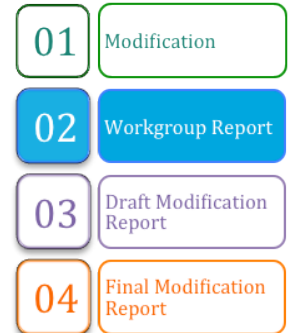 01 Modification
02 Workgroup Report
03 Draft Modification
Report
04 Final Modification
Report